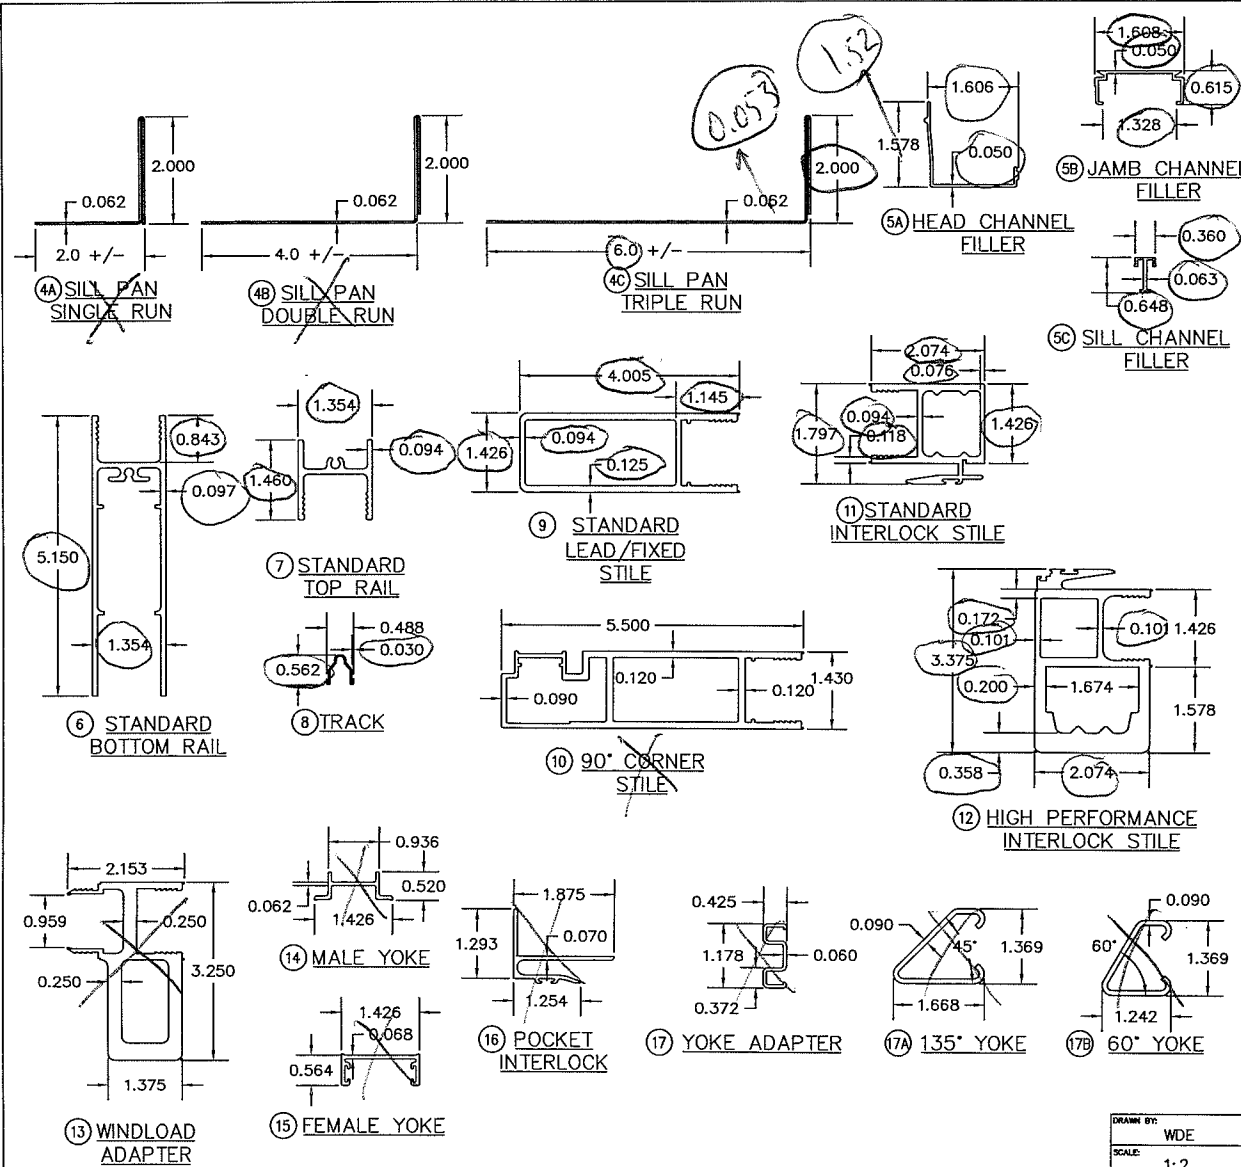 2.000
0.062
2.0 +/-
4A SILL PAN
SINGLE RUN
2.000
0.062
4.0 +/-
4B SILL PAN
DOUBLE RUN
0.053
2.000
0.062
6.0 +/-
4C SILL PAN
TRIPLE RUN
1.52
1.606
1.578
0.050
5A HEAD CHANNEL
FILLER
1.608
0.050
0.615
1.328
5B JAMB CHANNEL
FILLER
0.360
0.063
0.648
5C SILL CHANNEL
FILLER
0.843
0.097
5.150
1.354
6 STANDARD
BOTTOM RAIL
1.354
0.094
1.460
7 STANDARD
TOP RAIL
0.488
0.030
0.562
8 TRACK
4.005
1.145
0.094
1.426
0.125
9 STANDARD
LEAD/FIXED
STILE
5.500
0.120
1.430
0.090
0.120
10 90° CORNER
STILE
2.074
0.076
0.094
1.797
0.118
1.426
11 STANDARD
INTERLOCK STILE
0.172
0.101
0.101
1.426
3.375
0.200
1.674
1.578
0.358
2.074
12 HIGH PERFORMANCE
INTERLOCK STILE
2.153
0.959
0.250
0.250
3.250
1.375
13 WINDLOAD
ADAPTER
0.936
0.520
0.062
1.426
14 MALE YOKE
1.426
0.068
0.564
15 FEMALE YOKE
1.875
1.293
0.070
1.254
16 POCKET
INTERLOCK
0.425
1.178
0.060
0.372
17 YOKE ADAPTER
0.090
45°
1.369
1.668
17A 135° YOKE
0.090
60°
1.369
1.242
17B 60° YOKE
DRAWN BY:
WDE
SCALE:
1:2